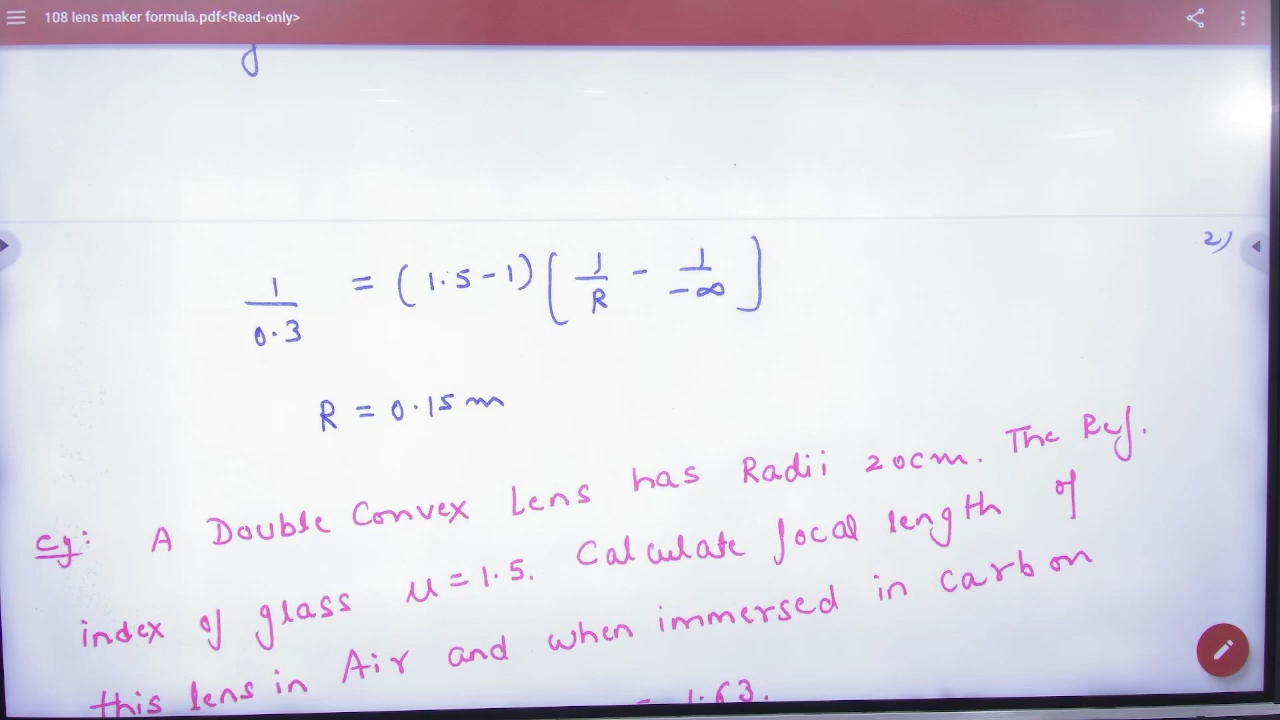 108 lens maker formula.pdf<Read-only>
2)
1/0.3 = (1.5-1) [1/R - 1/-∞]
R = 0.15 m
eg: A Double Convex Lens has Radii 20cm. The Ref.
index of glass μ = 1.5. Calculate focal length of
this lens in Air and when immersed in carbon
= 1.63.